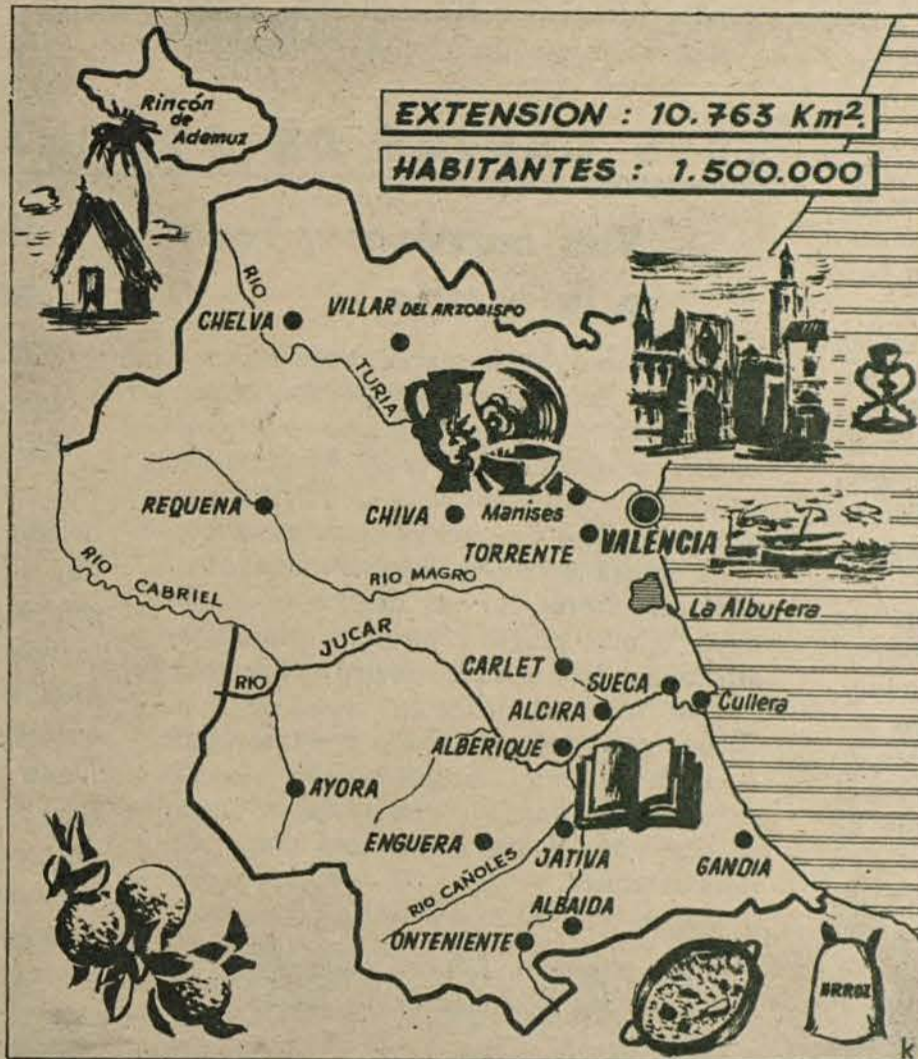 Rincón
de
Ademuz
EXTENSION : 10.763 Km².
HABITANTES : 1.500.000
RIO
TURIA
CHELVA
VILLAR DEL ARZOBISPO
REQUENA
CHIVA
Manises
TORRENTE
VALENCIA
RIO CABRIEL
RIO MAGRO
La Albufera
RIO
JUCAR
CARLET
SUECA
Cullera
ALCIRA
ALBERIQUE
AYORA
ENGUERA
JATIVA
GANDIA
RIO CAÑOLES
ALBAIDA
ONTENIENTE
ARROZ
k